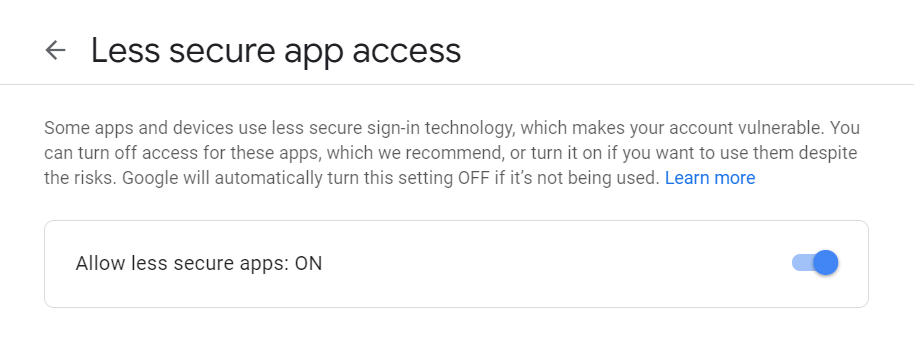 Less secure app access
Some apps and devices use less secure sign-in technology, which makes your account vulnerable. You
can turn off access for these apps, which we recommend, or turn it on if you want to use them despite
the risks. Google will automatically turn this setting OFF if it’s not being used. Learn more
Allow less secure apps: ON